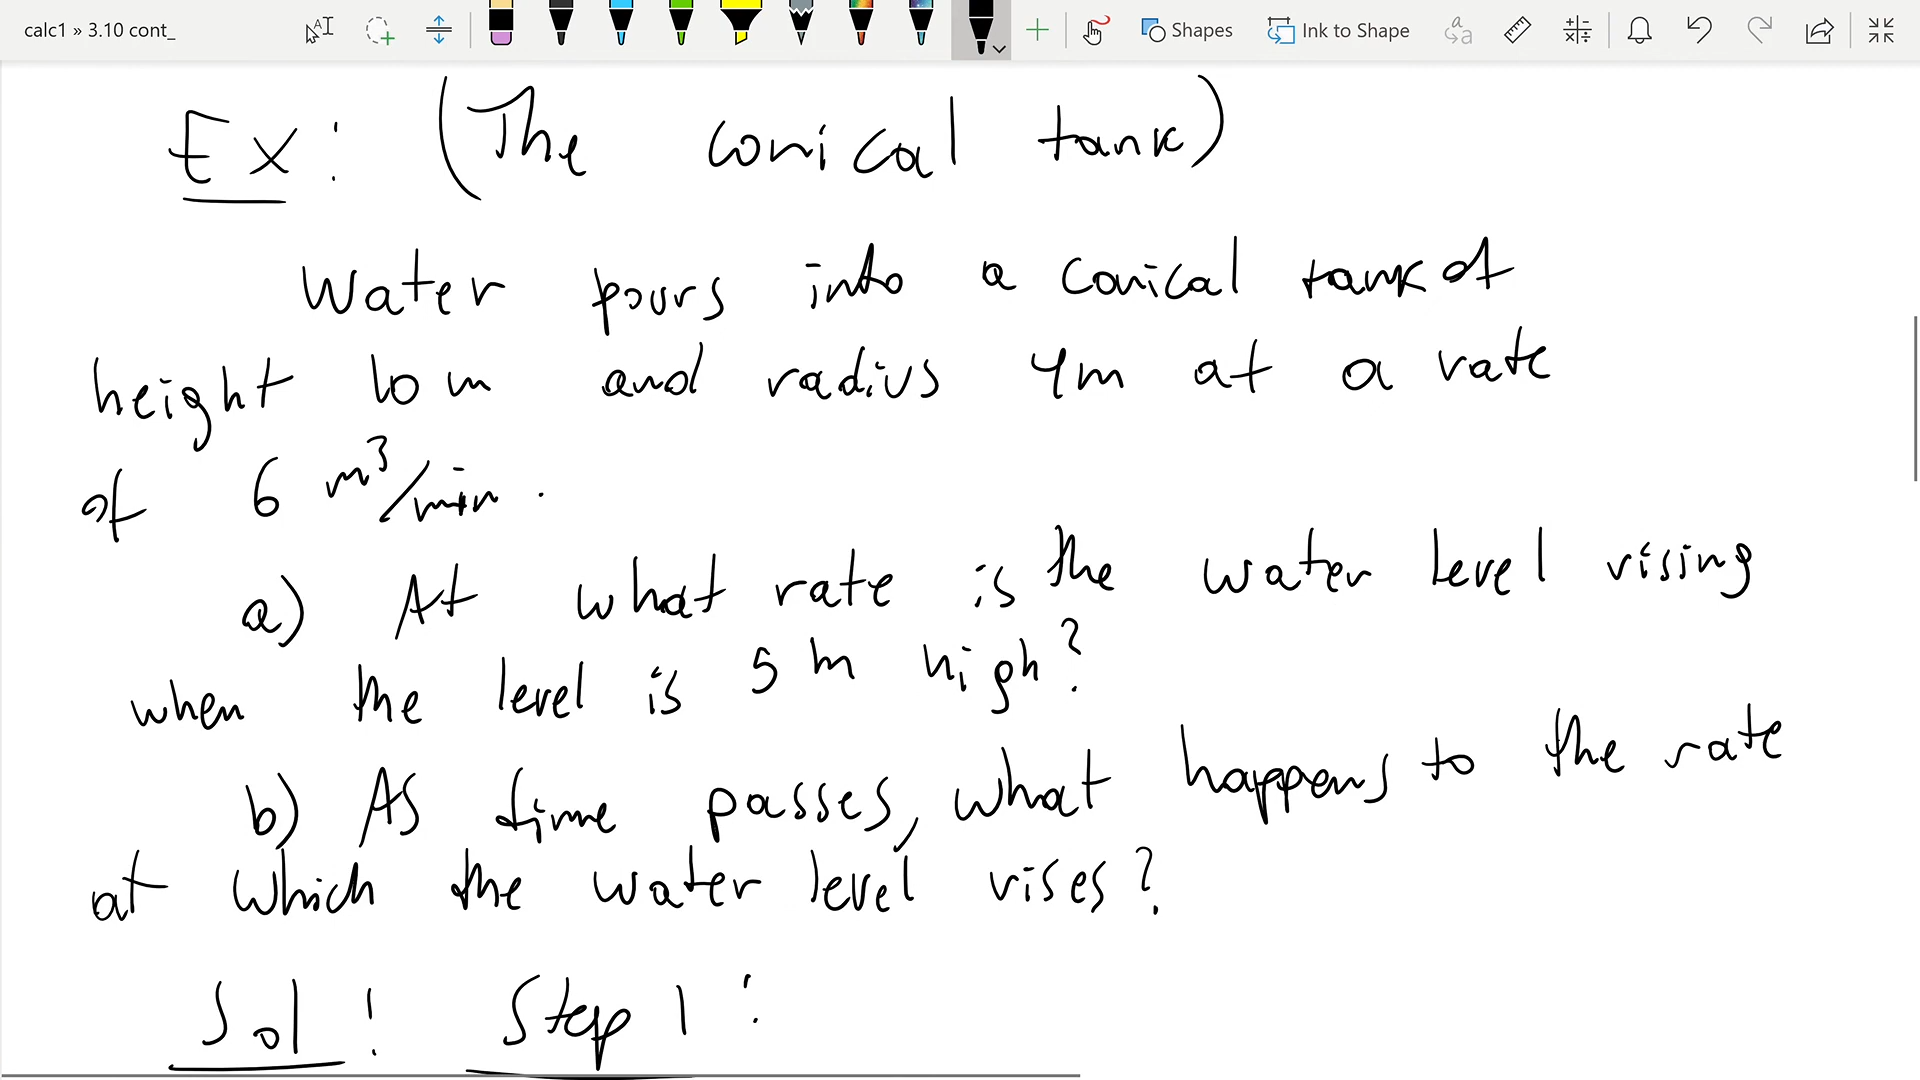 calc1 » 3.10 cont_
Shapes
Ink to Shape
Ex: (The conical tank)
Water pours into a conical tank of
height 10 m and radius 4m at a rate
of 6 m³/min.
a) At what rate is the water level rising
when the level is 5 m high?
b) As time passes, what happens to the rate
at which the water level rises?
Sol: Step 1: